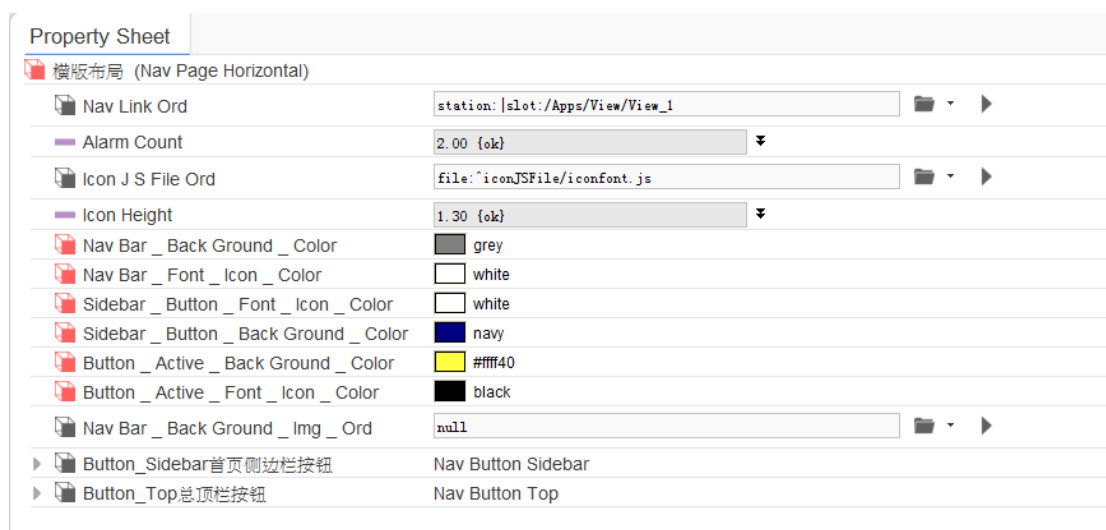 Property Sheet
横版布局 (Nav Page Horizontal)
Nav Link Ord station:|slot:/Apps/View/View_1
Alarm Count 2.00 {ok}
Icon J S File Ord file:^iconJSFile/iconfont.js
Icon Height 1.30 {ok}
Nav Bar _ Back Ground _ Color grey
Nav Bar _ Font _ Icon _ Color white
Sidebar _ Button _ Font _ Icon _ Color white
Sidebar _ Button _ Back Ground _ Color navy
Button _ Active _ Back Ground _ Color #ffff40
Button _ Active _ Font _ Icon _ Color black
Nav Bar _ Back Ground _ Img _ Ord null
Button_Sidebar首页侧边栏按钮 Nav Button Sidebar
Button_Top总顶栏按钮 Nav Button Top